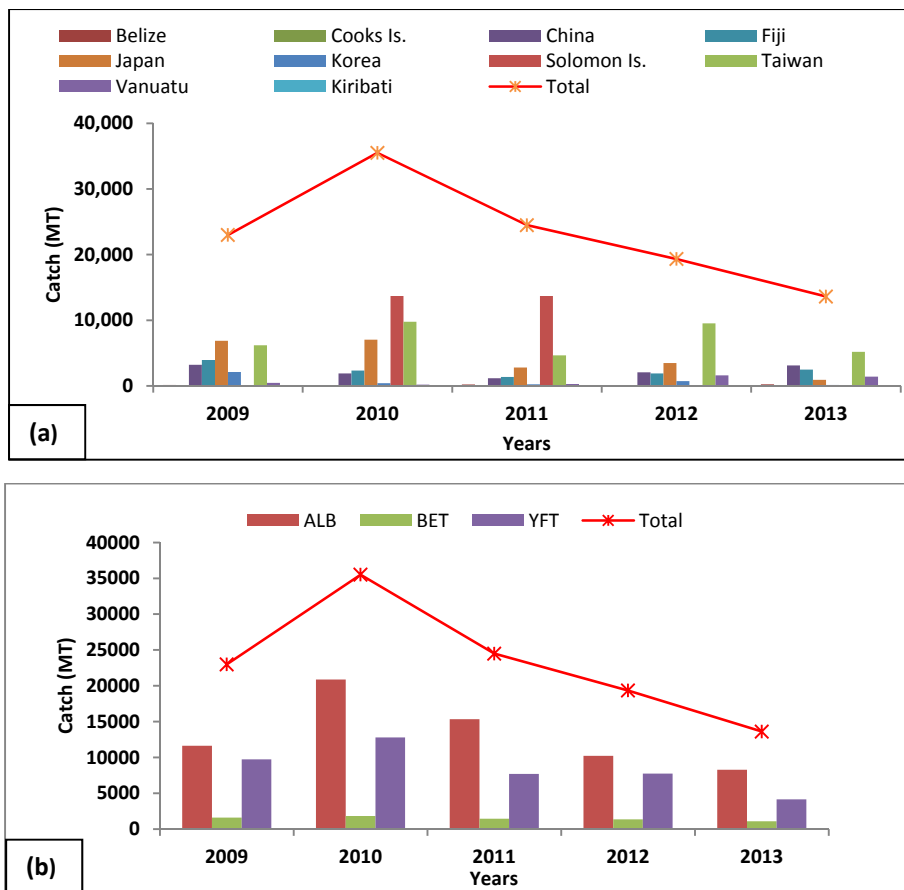 Belize Cooks Is. China Fiji
Japan Korea Solomon Is. Taiwan
Vanuatu Kiribati Total
40,000
30,000
20,000
10,000
0
Catch (MT)
2009 2010 2011 2012 2013
Years
(a)
ALB BET YFT Total
40000
35000
30000
25000
20000
15000
10000
5000
0
Catch (MT)
2009 2010 2011 2012 2013
Years
(b)